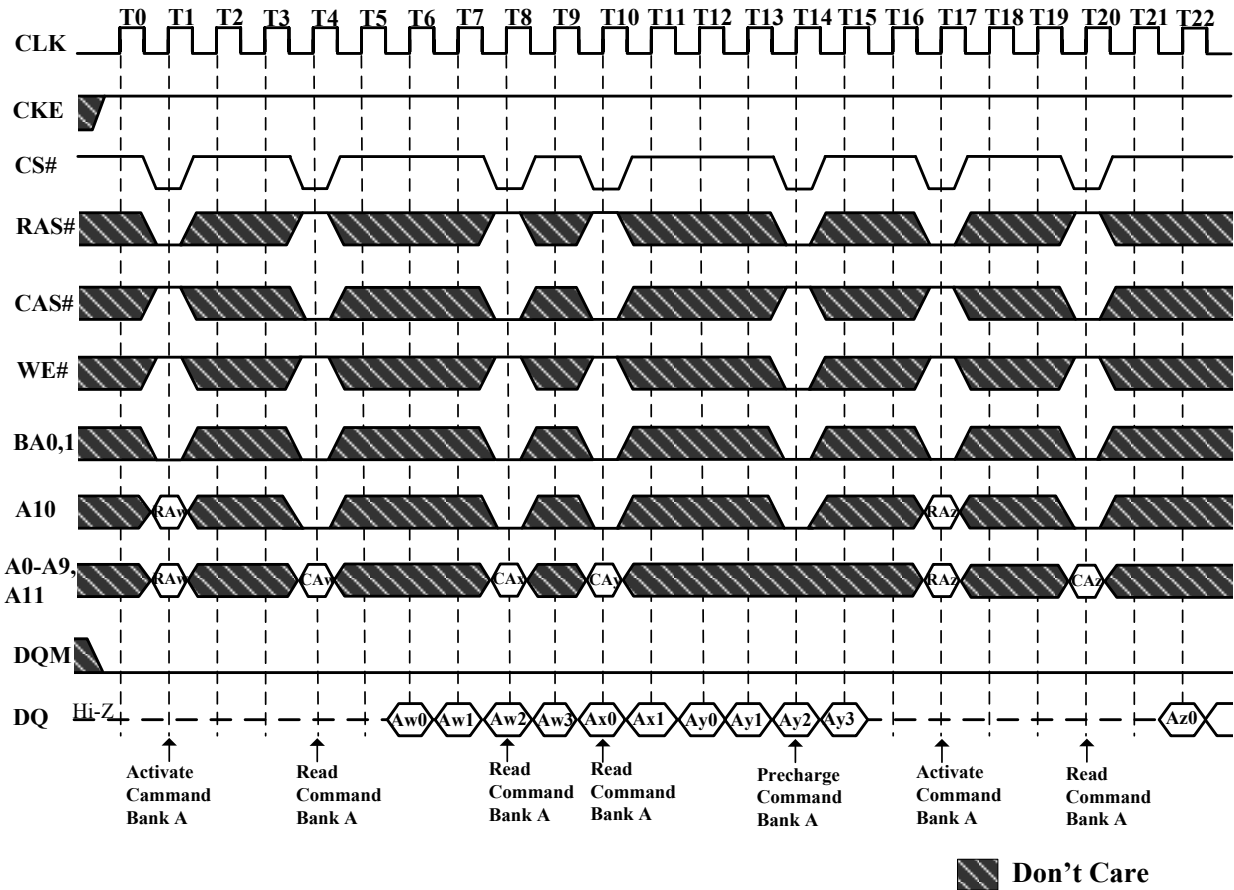 T0 T1 T2 T3 T4 T5 T6 T7 T8 T9 T10 T11 T12 T13 T14 T15 T16 T17 T18 T19 T20 T21 T22
CLK
CKE
CS#
RAS#
CAS#
WE#
BA0,1
A10 RAw RAz
A0-A9,
A11 RAw CAw CAx CAy RAz CAz
DQM
DQ Hi-Z Aw0 Aw1 Aw2 Aw3 Ax0 Ax1 Ay0 Ay1 Ay2 Ay3 Az0
Activate
Cammand
Bank A
Read
Command
Bank A
Read
Command
Bank A
Read
Command
Bank A
Precharge
Command
Bank A
Activate
Command
Bank A
Read
Command
Bank A
Don't Care